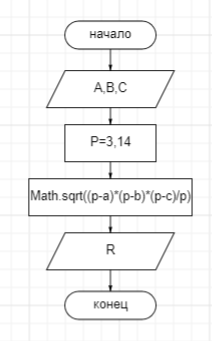 начало
A,B,C
P=3,14
Math.sqrt((p-a)*(p-b)*(p-c)/p)
R
конец